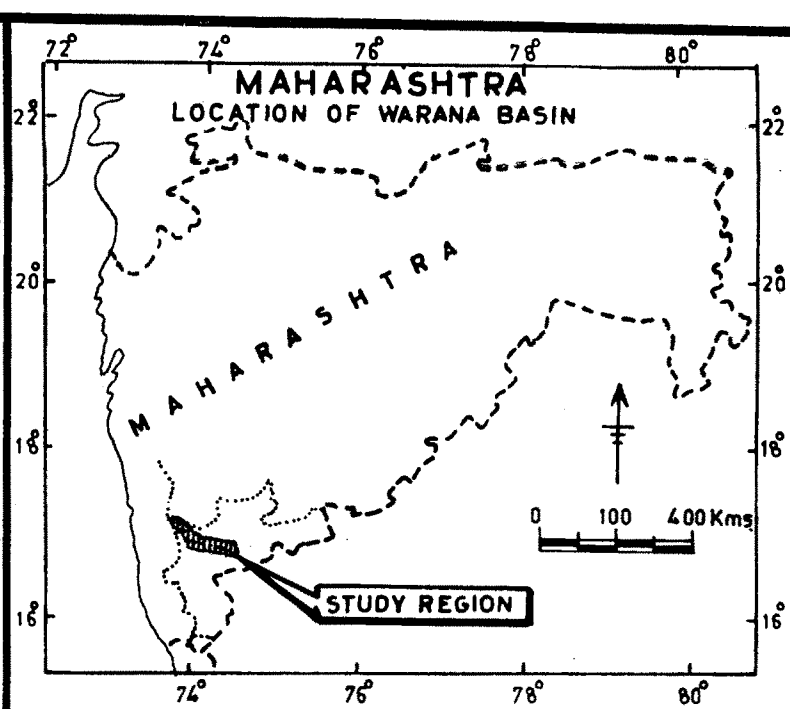 72° 74° 76° 78° 80°
MAHARASHTRA
LOCATION OF WARANA BASIN
22° 22°
20° 20°
MAHARASHTRA
18° 18°
0 100 400 Kms
STUDY REGION
16° 16°
74° 76° 78° 80°